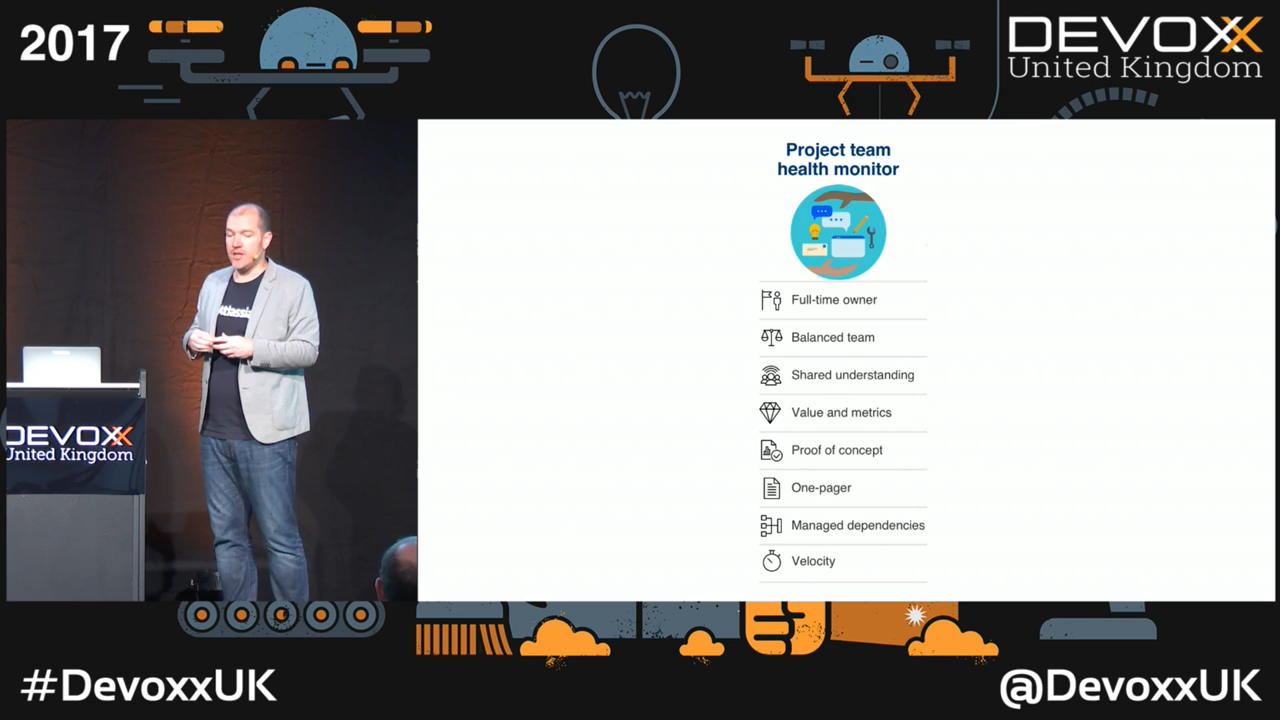 2017
DEVOXX
United Kingdom
Project team
health monitor
Full-time owner
Balanced team
Shared understanding
Value and metrics
Proof of concept
One-pager
Managed dependencies
Velocity
DEVOXX
United Kingdom
#DevoxxUK
@DevoxxUK